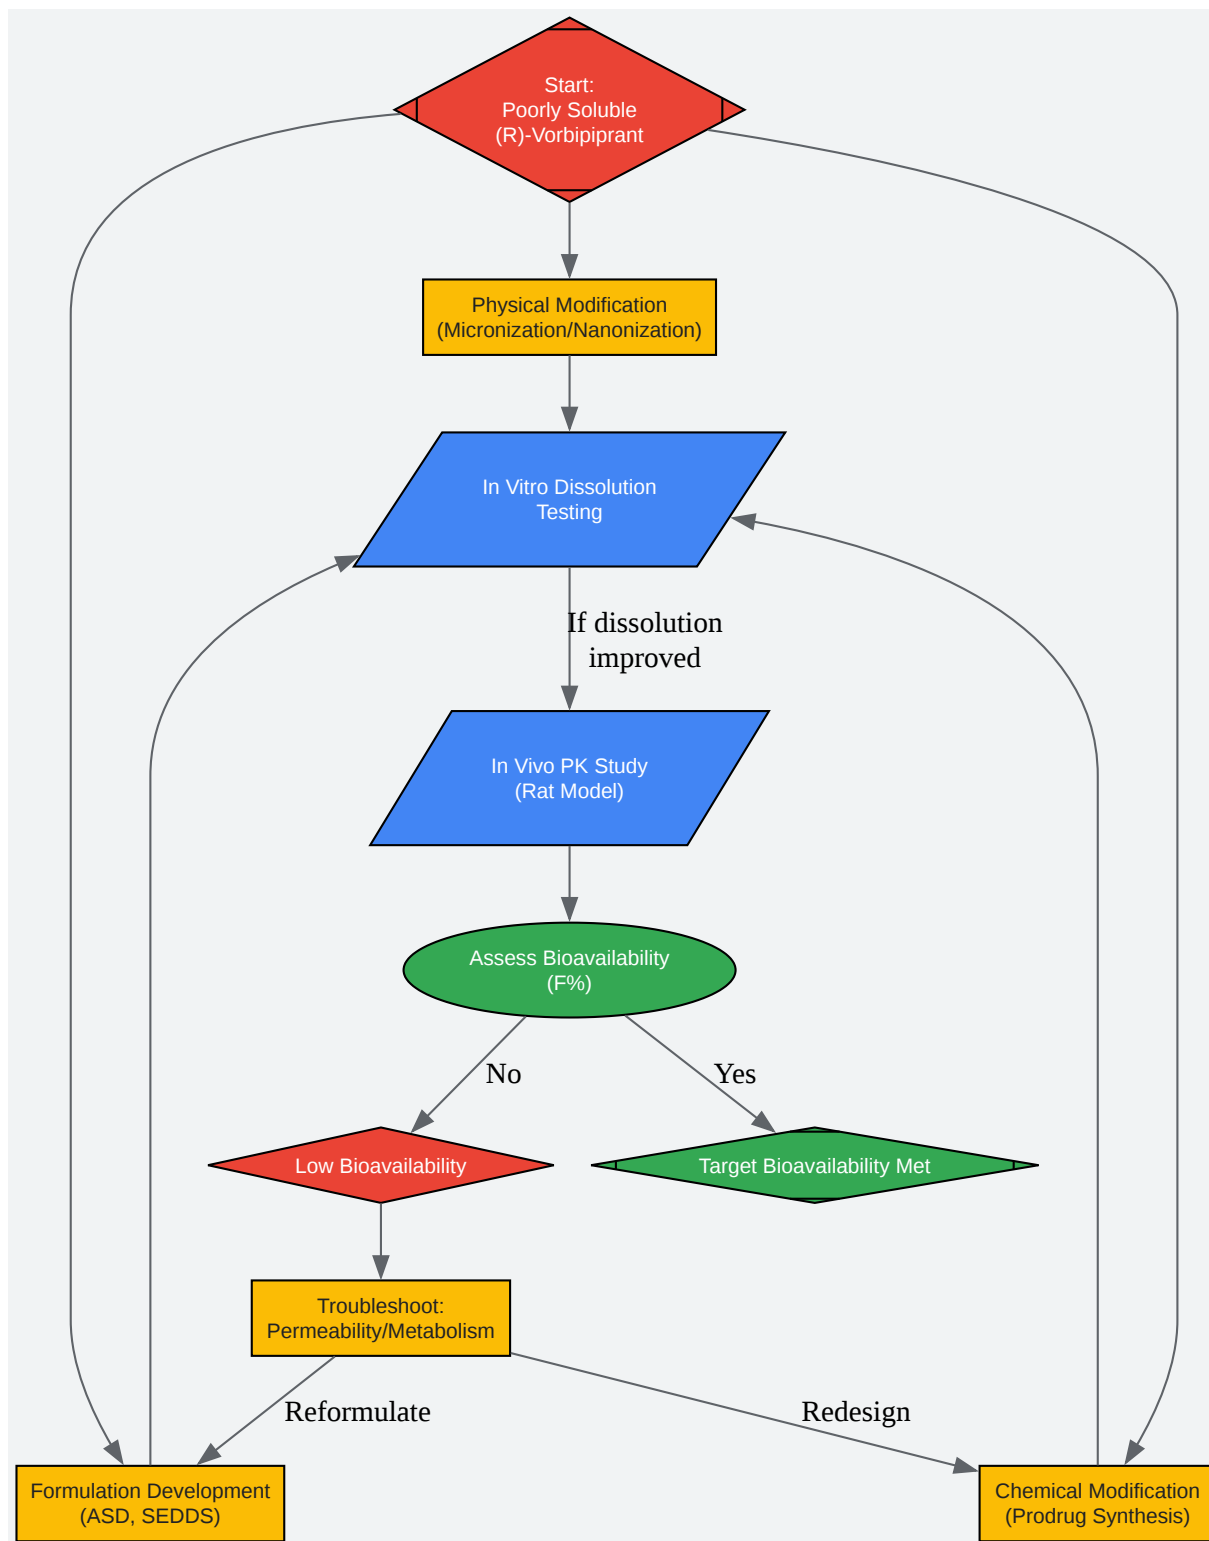 Start:
Poorly Soluble
(R)-Vorbipiprant
Physical Modification
(Micronization/Nanonization)
In Vitro Dissolution
Testing
If dissolution
improved
In Vivo PK Study
(Rat Model)
Assess Bioavailability
(F%)
No
Yes
Low Bioavailability
Target Bioavailability Met
Troubleshoot:
Permeability/Metabolism
Reformulate
Redesign
Formulation Development
(ASD, SEDDS)
Chemical Modification
(Prodrug Synthesis)